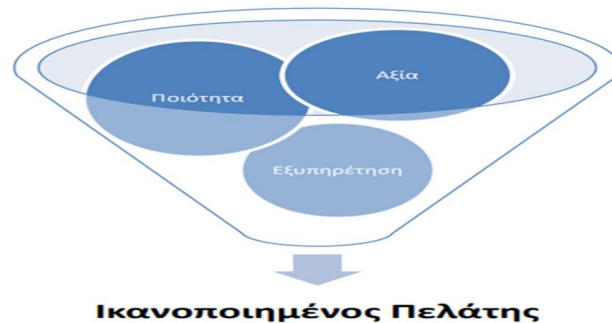 Ποιότητα
Αξία
Εξυπηρέτηση
Ικανοποιημένος Πελάτης